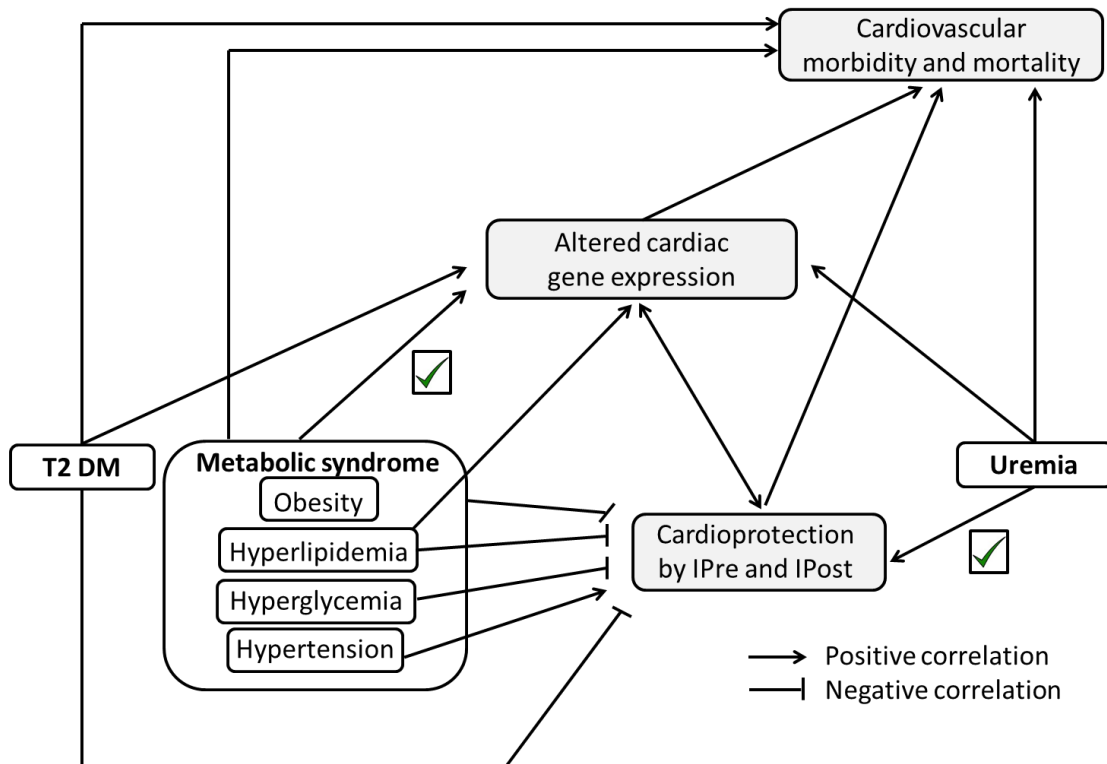 Cardiovascular
morbidity and mortality
Altered cardiac
gene expression
T2 DM
Metabolic syndrome
Obesity
Hyperlipidemia
Hyperglycemia
Hypertension
Uremia
Cardioprotection
by IPre and IPost
Positive correlation
Negative correlation